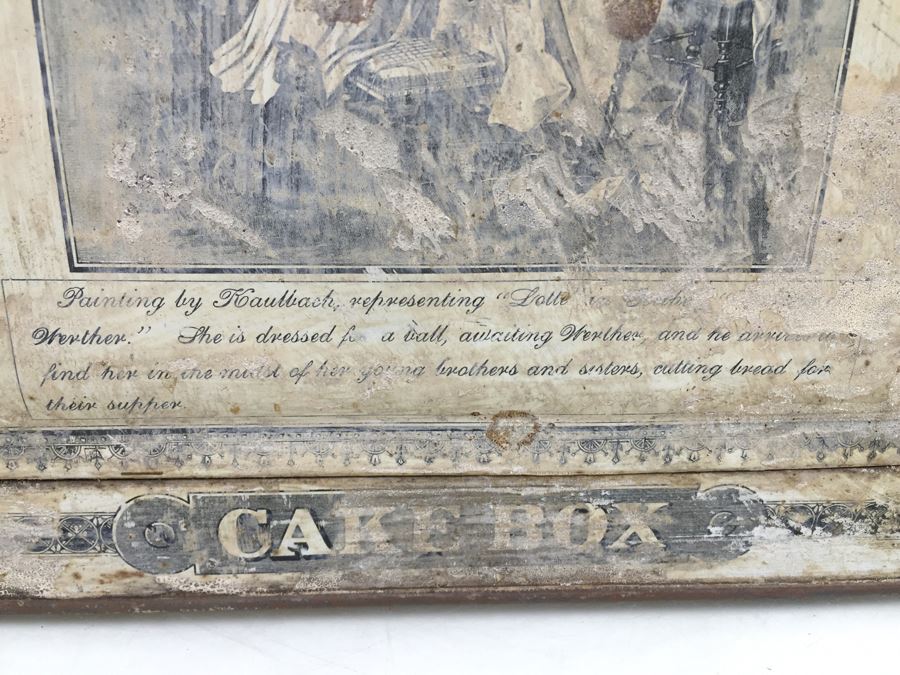 Painting by Kaulbach, representing "Lotte" in
Werther." She is dressed for a ball, awaiting Werther, and he arrives to
find her in the midst of her young brothers and sisters, cutting bread for
their supper.
CAKE BOX